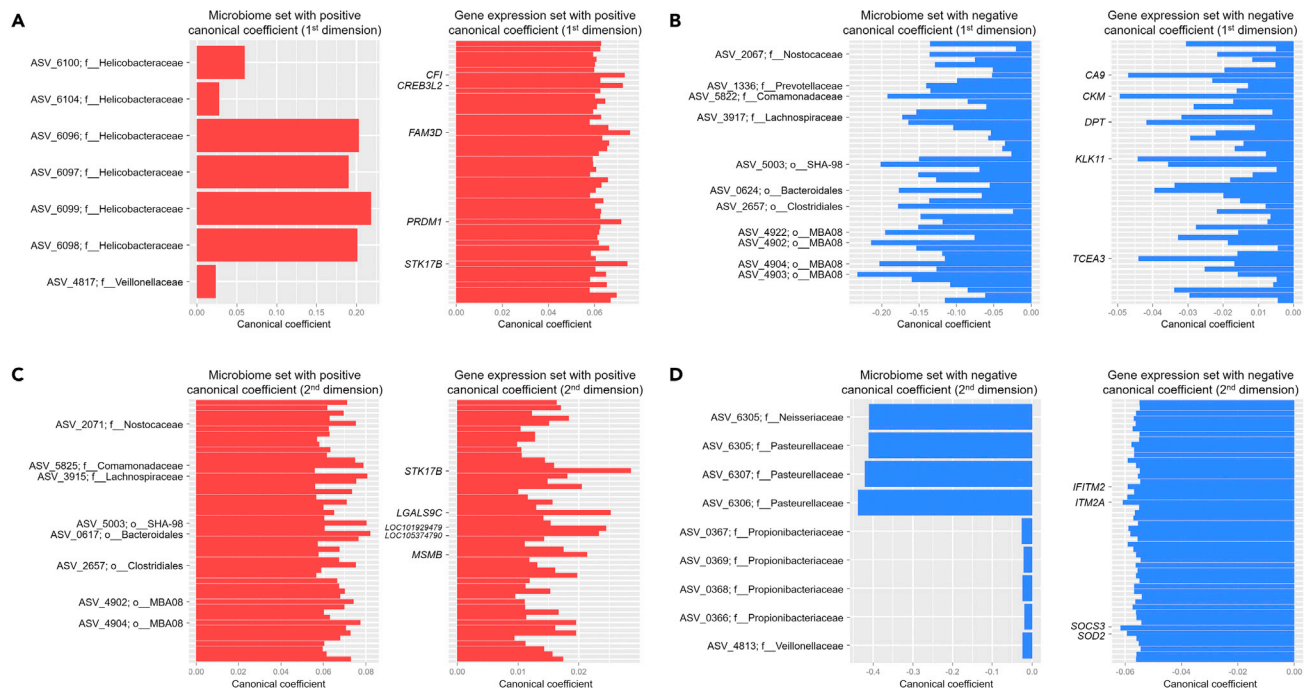 A
Microbiome set with positive
canonical coefficient (1st dimension)
ASV_6100; f__Helicobacteraceae
ASV_6104; f__Helicobacteraceae
ASV_6096; f__Helicobacteraceae
ASV_6097; f__Helicobacteraceae
ASV_6099; f__Helicobacteraceae
ASV_6098; f__Helicobacteraceae
ASV_4817; f__Veillonellaceae
0.00 0.05 0.10 0.15 0.20
Canonical coefficient
Gene expression set with positive
canonical coefficient (1st dimension)
CFI
CREB3L2
FAM3D
PRDM1
STK17B
0.00 0.02 0.04 0.06
Canonical coefficient
B
Microbiome set with negative
canonical coefficient (1st dimension)
ASV_2067; f__Nostocaceae
ASV_1336; f__Prevotellaceae
ASV_5822; f__Comamonadaceae
ASV_3917; f__Lachnospiraceae
ASV_5003; o__SHA-98
ASV_0624; o__Bacteroidales
ASV_2657; o__Clostridiales
ASV_4922; o__MBA08
ASV_4902; o__MBA08
ASV_4904; o__MBA08
ASV_4903; o__MBA08
-0.20 -0.15 -0.10 -0.05 0.00
Canonical coefficient
Gene expression set with negative
canonical coefficient (1st dimension)
CA9
CKM
DPT
KLK11
TCEA3
-0.05 -0.04 -0.03 -0.02 -0.01 0.00
Canonical coefficient
C
Microbiome set with positive
canonical coefficient (2nd dimension)
ASV_2071; f__Nostocaceae
ASV_5825; f__Comamonadaceae
ASV_3915; f__Lachnospiraceae
ASV_5003; o__SHA-98
ASV_0617; o__Bacteroidales
ASV_2657; o__Clostridiales
ASV_4902; o__MBA08
ASV_4904; o__MBA08
0.00 0.02 0.04 0.06 0.08
Canonical coefficient
Gene expression set with positive
canonical coefficient (2nd dimension)
STK17B
LGALS9C
LOC101929479
LOC105374790
MSMB
0.00 0.01 0.02
Canonical coefficient
D
Microbiome set with negative
canonical coefficient (2nd dimension)
ASV_6305; f__Neisseriaceae
ASV_6305; f__Pasteurellaceae
ASV_6307; f__Pasteurellaceae
ASV_6306; f__Pasteurellaceae
ASV_0367; f__Propionibacteriaceae
ASV_0369; f__Propionibacteriaceae
ASV_0368; f__Propionibacteriaceae
ASV_0366; f__Propionibacteriaceae
ASV_4813; f__Veillonellaceae
-0.4 -0.3 -0.2 -0.1 0.0
Canonical coefficient
Gene expression set with negative
canonical coefficient (2nd dimension)
IFITM2
ITM2A
SOCS3
SOD2
-0.06 -0.04 -0.02 0.00
Canonical coefficient